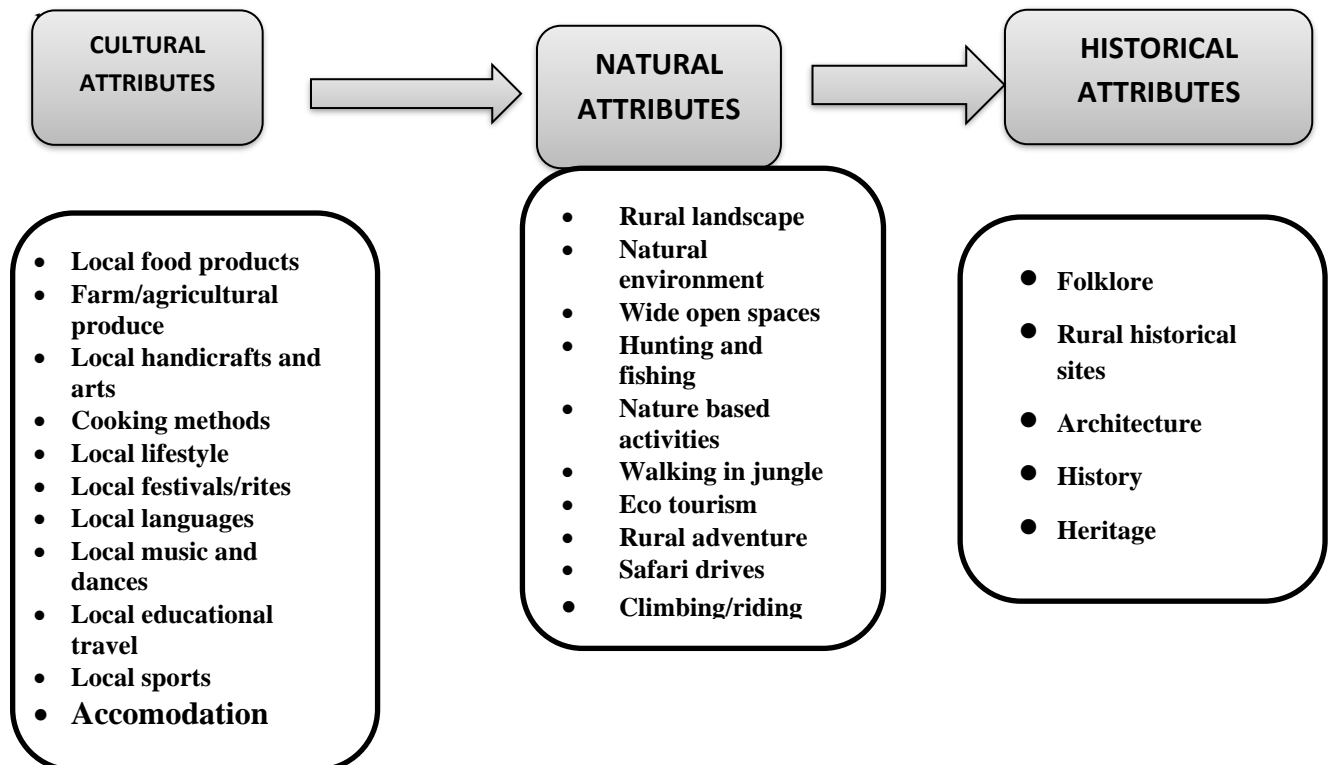 CULTURAL
ATTRIBUTES
NATURAL
ATTRIBUTES
HISTORICAL
ATTRIBUTES
• Local food products
• Farm/agricultural
produce
• Local handicrafts and
arts
• Cooking methods
• Local lifestyle
• Local festivals/rites
• Local languages
• Local music and
dances
• Local educational
travel
• Local sports
• Accomodation
• Rural landscape
• Natural
environment
• Wide open spaces
• Hunting and
fishing
• Nature based
activities
• Walking in jungle
• Eco tourism
• Rural adventure
• Safari drives
• Climbing/riding
• Folklore
• Rural historical
sites
• Architecture
• History
• Heritage